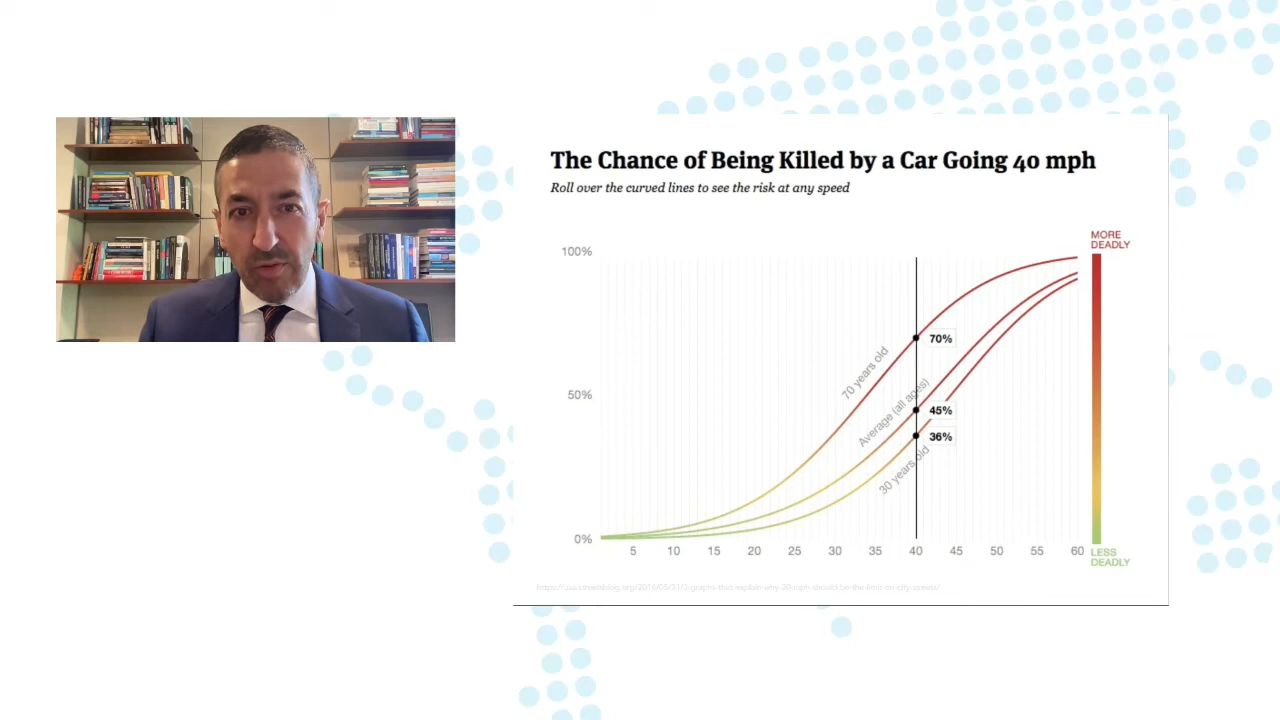 The Chance of Being Killed by a Car Going 40 mph
Roll over the curved lines to see the risk at any speed
MORE
DEADLY
100%
70 years old
70%
50%
Average (all ages)
45%
36%
30 years old
0%
5 10 15 20 25 30 35 40 45 50 55 60
LESS
DEADLY